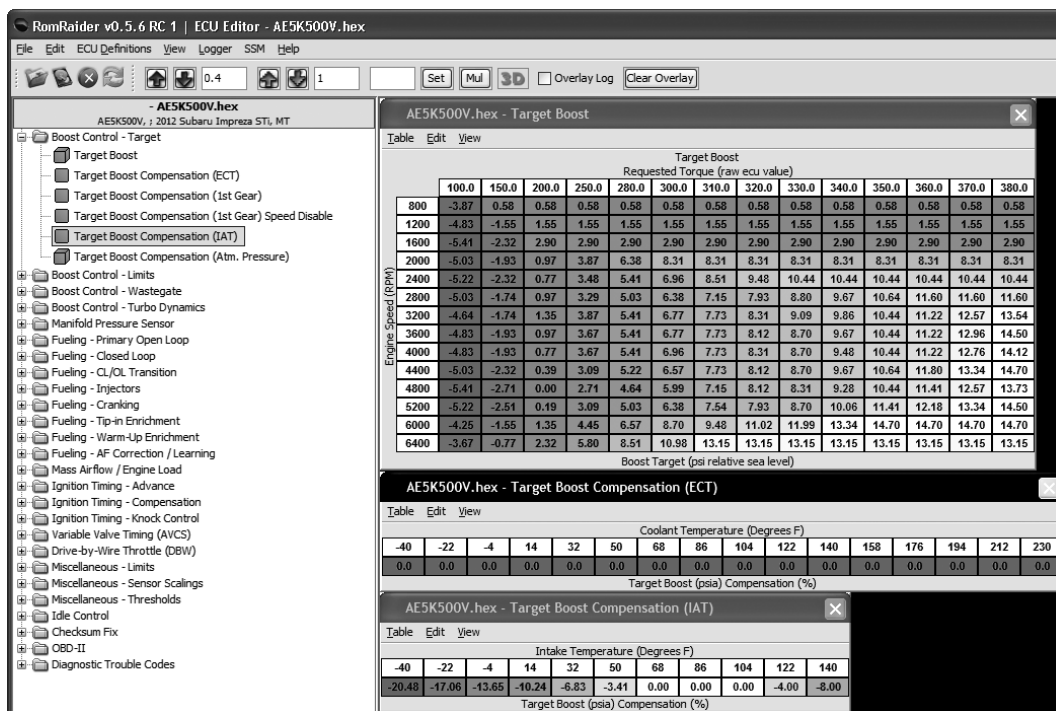 RomRaider v0.5.6 RC 1 | ECU Editor - AE5K500V.hex
File Edit ECU Definitions View Logger SSM Help
0.4 1 Set Mul 3D Overlay Log Clear Overlay
- AE5K500V.hex
AE5K500V, ; 2012 Subaru Impreza STi, MT
Boost Control - Target
Target Boost
Target Boost Compensation (ECT)
Target Boost Compensation (1st Gear)
Target Boost Compensation (1st Gear) Speed Disable
Target Boost Compensation (IAT)
Target Boost Compensation (Atm. Pressure)
Boost Control - Limits
Boost Control - Wastegate
Boost Control - Turbo Dynamics
Manifold Pressure Sensor
Fueling - Primary Open Loop
Fueling - Closed Loop
Fueling - CL/OL Transition
Fueling - Injectors
Fueling - Cranking
Fueling - Tip-in Enrichment
Fueling - Warm-Up Enrichment
Fueling - AF Correction / Learning
Mass Airflow / Engine Load
Ignition Timing - Advance
Ignition Timing - Compensation
Ignition Timing - Knock Control
Variable Valve Timing (AVCS)
Drive-by-Wire Throttle (DBW)
Miscellaneous - Limits
Miscellaneous - Sensor Scalings
Miscellaneous - Thresholds
Idle Control
Checksum Fix
OBD-II
Diagnostic Trouble Codes
AE5K500V.hex - Target Boost
Table Edit View
Target Boost
Requested Torque (raw ecu value)
100.0 150.0 200.0 250.0 280.0 300.0 310.0 320.0 330.0 340.0 350.0 360.0 370.0 380.0
Engine Speed (RPM)
800 -3.87 0.58 0.58 0.58 0.58 0.58 0.58 0.58 0.58 0.58 0.58 0.58 0.58 0.58
1200 -4.83 -1.55 1.55 1.55 1.55 1.55 1.55 1.55 1.55 1.55 1.55 1.55 1.55 1.55
1600 -5.41 -2.32 2.90 2.90 2.90 2.90 2.90 2.90 2.90 2.90 2.90 2.90 2.90 2.90
2000 -5.03 -1.93 0.97 3.87 6.38 8.31 8.31 8.31 8.31 8.31 8.31 8.31 8.31 8.31
2400 -5.22 -2.32 0.77 3.48 5.41 6.96 8.51 9.48 10.44 10.44 10.44 10.44 10.44 10.44
2800 -5.03 -1.74 0.97 3.29 5.03 6.38 7.15 7.93 8.80 9.67 10.64 11.60 11.60 11.60
3200 -4.64 -1.74 1.35 3.87 5.41 6.77 7.73 8.31 9.09 9.86 10.44 11.22 12.57 13.54
3600 -4.83 -1.93 0.97 3.67 5.41 6.77 7.73 8.12 8.70 9.67 10.44 11.22 12.96 14.50
4000 -4.83 -1.93 0.77 3.67 5.41 6.96 7.73 8.31 8.70 9.48 10.44 11.22 12.76 14.12
4400 -5.03 -2.32 0.39 3.09 5.22 6.57 7.73 8.12 8.70 9.67 10.64 11.80 13.34 14.70
4800 -5.41 -2.71 0.00 2.71 4.64 5.99 7.15 8.12 8.31 9.28 10.44 11.41 12.57 13.73
5200 -5.22 -2.51 0.19 3.09 5.03 6.38 7.54 7.93 8.70 10.06 11.41 12.18 13.34 14.50
6000 -4.25 -1.55 1.35 4.45 6.57 8.70 9.48 11.02 11.99 13.34 14.70 14.70 14.70 14.70
6400 -3.67 -0.77 2.32 5.80 8.51 10.98 13.15 13.15 13.15 13.15 13.15 13.15 13.15 13.15
Boost Target (psi relative sea level)
AE5K500V.hex - Target Boost Compensation (ECT)
Table Edit View
Coolant Temperature (Degrees F)
-40 -22 -4 14 32 50 68 86 104 122 140 158 176 194 212 230
0.0 0.0 0.0 0.0 0.0 0.0 0.0 0.0 0.0 0.0 0.0 0.0 0.0 0.0 0.0 0.0
Target Boost (psia) Compensation (%)
AE5K500V.hex - Target Boost Compensation (IAT)
Table Edit View
Intake Temperature (Degrees F)
-40 -22 -4 14 32 50 68 86 104 122 140
-20.48 -17.06 -13.65 -10.24 -6.83 -3.41 0.00 0.00 0.00 -4.00 -8.00
Target Boost (psia) Compensation (%)